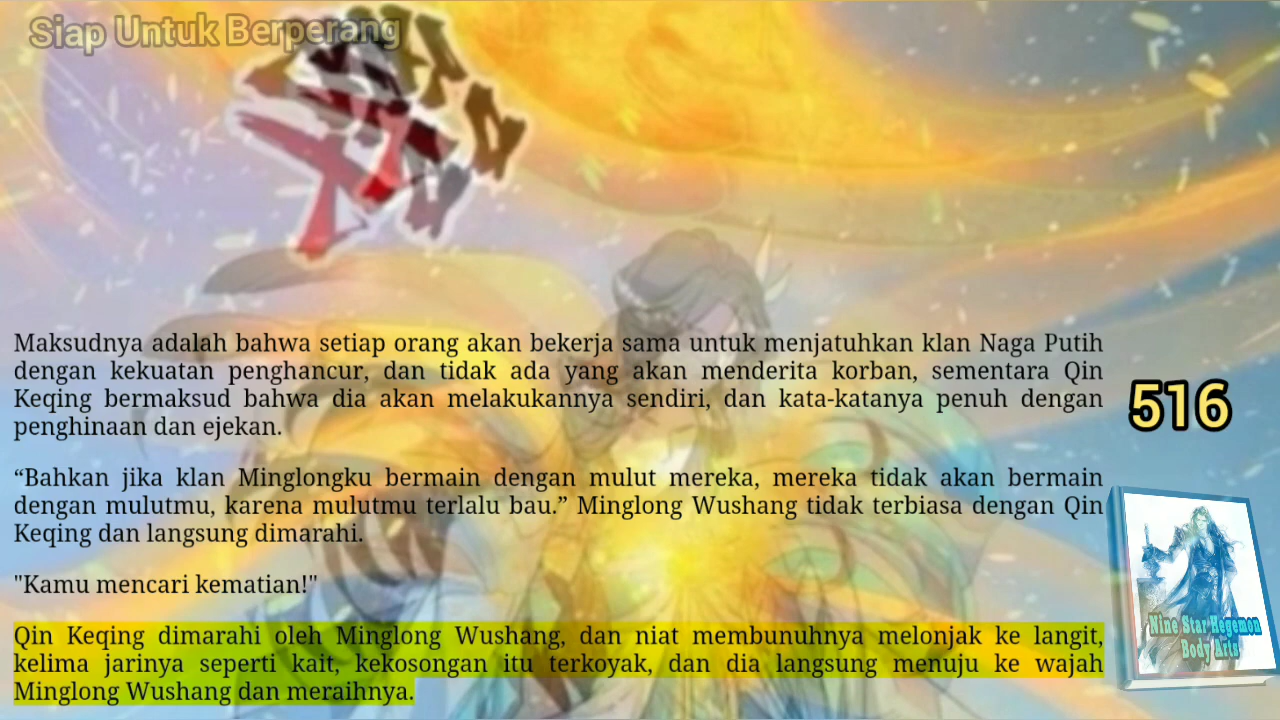 Siap Untuk Berperang
Maksudnya adalah bahwa setiap orang akan bekerja sama untuk menjatuhkan klan Naga Putih
dengan kekuatan penghancur, dan tidak ada yang akan menderita korban, sementara Qin
Keqing bermaksud bahwa dia akan melakukannya sendiri, dan kata-katanya penuh dengan
penghinaan dan ejekan.
“Bahkan jika klan Minglongku bermain dengan mulut mereka, mereka tidak akan bermain
dengan mulutmu, karena mulutmu terlalu bau.” Minglong Wushang tidak terbiasa dengan Qin
Keqing dan langsung dimarahi.
"Kamu mencari kematian!"
Qin Keqing dimarahi oleh Minglong Wushang, dan niat membunuhnya melonjak ke langit,
kelima jarinya seperti kait, kekosongan itu terkoyak, dan dia langsung menuju ke wajah
Minglong Wushang dan meraihnya.
516
Nine Star Hegemon
Body Arts